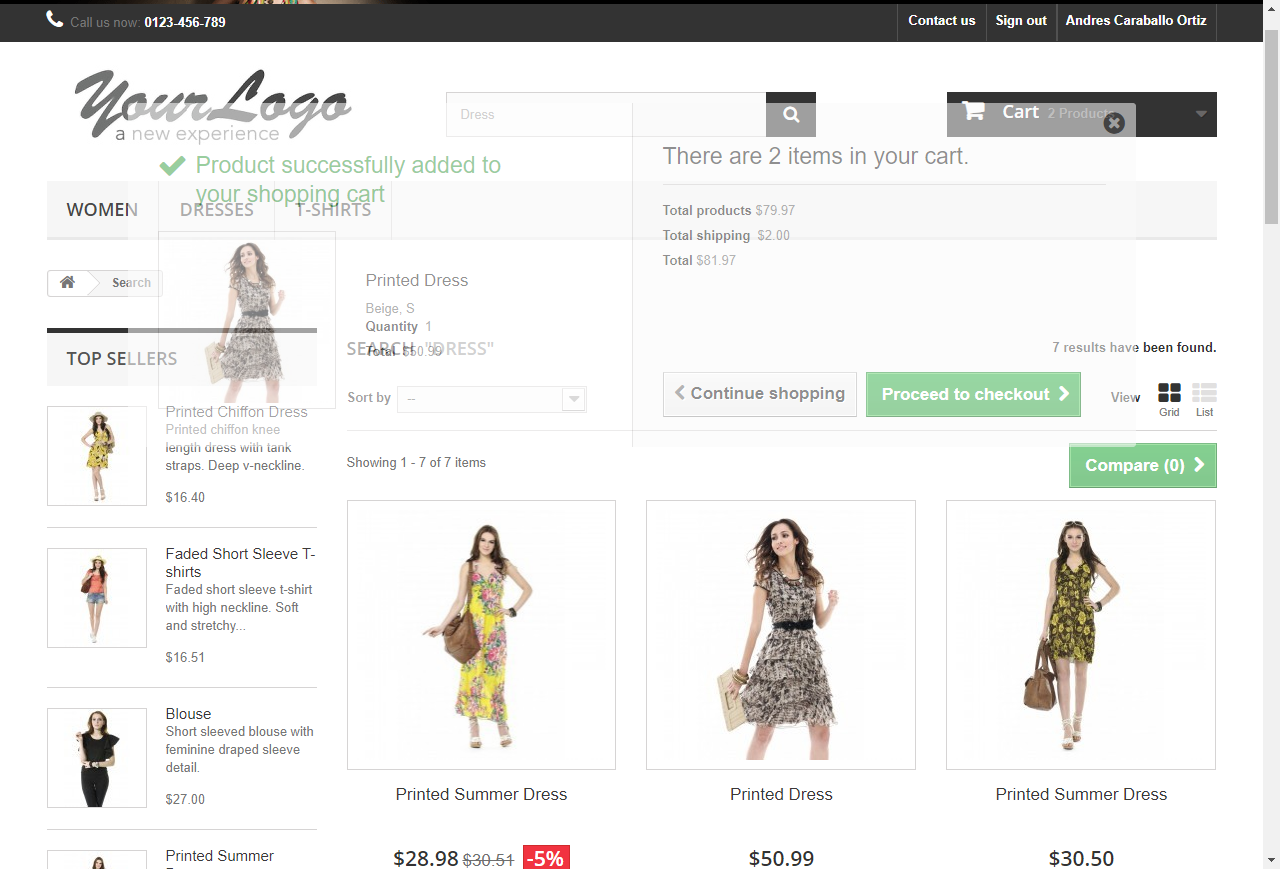 Call us now: 0123-456-789
Contact us
Sign out
Andres Caraballo Ortiz
YourLogo
a new experience
Dress
Cart 2 Products
Product successfully added to
your shopping cart
There are 2 items in your cart.
WOMEN
DRESSES
T-SHIRTS
Total products $79.97
Total shipping $2.00
Total $81.97
Search
Printed Dress
Beige, S
Quantity 1
Total $50.99
SEARCH "DRESS"
7 results have been found.
TOP SELLERS
Sort by --
Continue shopping
Proceed to checkout
View
Grid
List
Showing 1 - 7 of 7 items
Compare (0)
Printed Chiffon Dress
Printed chiffon knee
length dress with tank
straps. Deep v-neckline.
$16.40
Faded Short Sleeve T-
shirts
Faded short sleeve t-shirt
with high neckline. Soft
and stretchy...
$16.51
Blouse
Short sleeved blouse with
feminine draped sleeve
detail.
$27.00
Printed Summer
Printed Summer Dress
$28.98 $30.51 -5%
Printed Dress
$50.99
Printed Summer Dress
$30.50